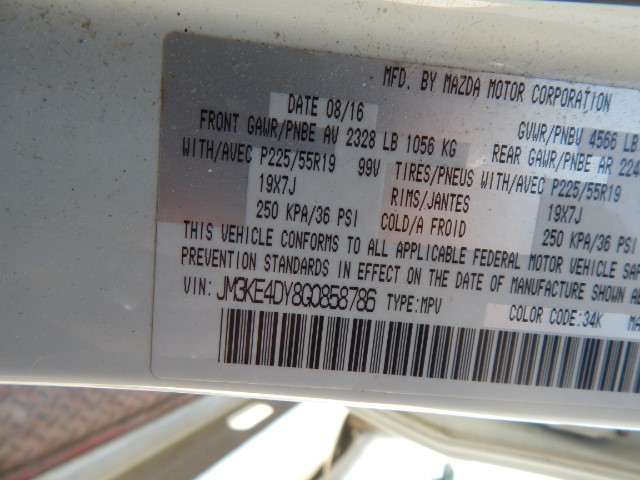 MFD. BY MAZDA MOTOR CORPORATION
DATE 08/16
FRONT GAWR/PNBE AV 2328 LB 1056 KG GVWR/PNBV 4566 LB
WITH/AVEC P225/55R19 99V REAR GAWR/PNBE AR 224
19X7J TIRES/PNEUS WITH/AVEC P225/55R19
250 KPA/36 PSI RIMS/JANTES 19X7J
COLD/A FROID 250 KPA/36 PSI
THIS VEHICLE CONFORMS TO ALL APPLICABLE FEDERAL MOTOR VEHICLE SA
PREVENTION STANDARDS IN EFFECT ON THE DATE OF MANUFACTURE SHOWN A
VIN: JM3KE4DY8G0858786 TYPE:MPV COLOR CODE:34K MA